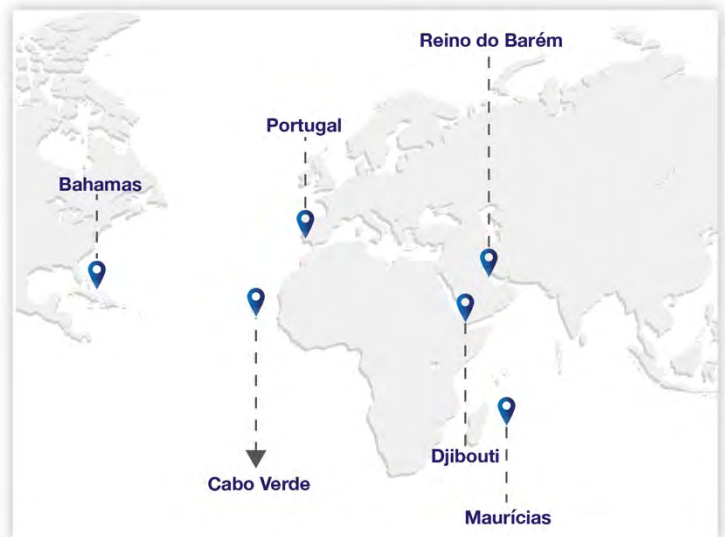 Reino do Barém
Portugal
Bahamas
Djibouti
Cabo Verde
Maurícias